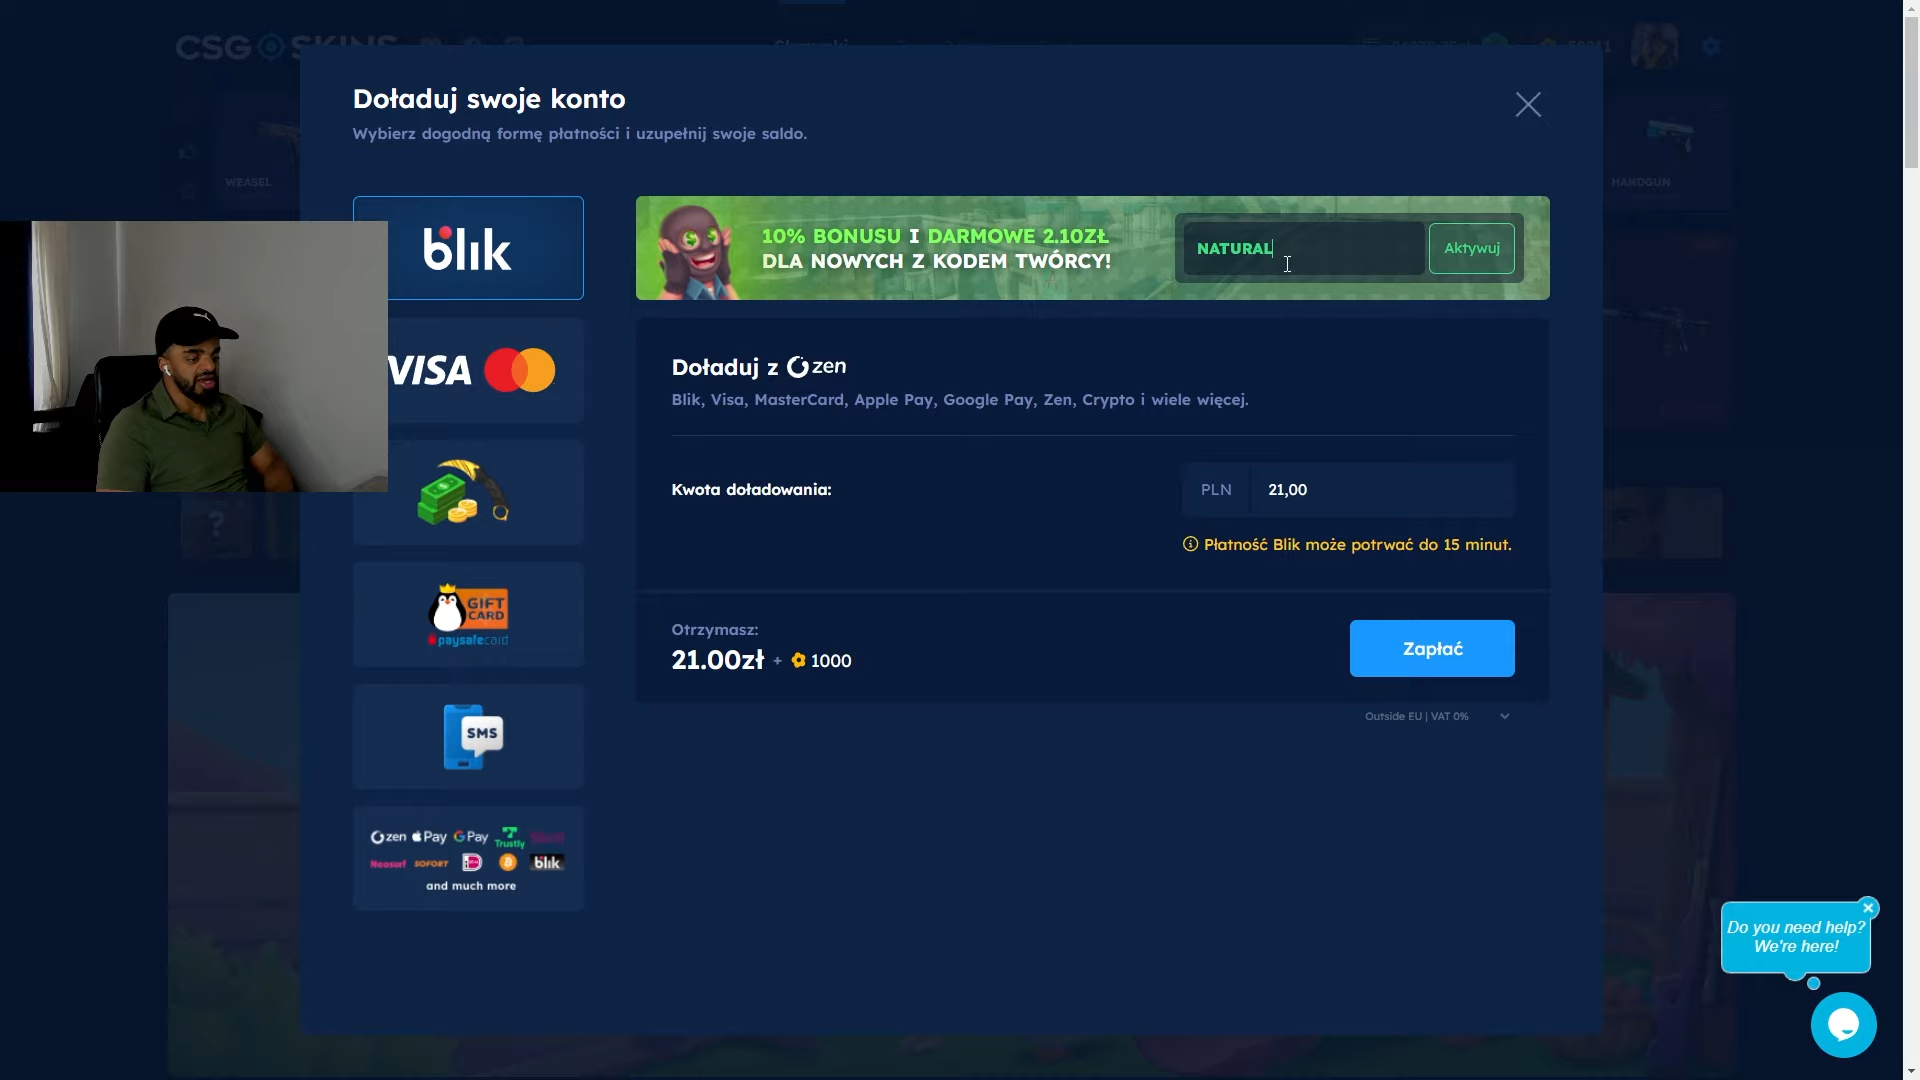 CSGOSKINS
Doładuj swoje konto
Wybierz dogodną formę płatności i uzupełnij swoje saldo.
WEASEL
HANDGUN
blik
10% BONUSU I DARMOWE 2.10ZŁ
DLA NOWYCH Z KODEM TWÓRCY!
NATURAL
Aktywuj
VISA
Doładuj z zen
Blik, Visa, MasterCard, Apple Pay, Google Pay, Zen, Crypto i wiele więcej.
Kwota doładowania:
PLN 21,00
Płatność Blik może potrwać do 15 minut.
GIFT
CARD
paysafecard
Otrzymasz:
21.00zł + 1000
Zapłać
Outside EU | VAT 0%
SMS
zen Pay G Pay Trustly
Neosurf SOFORT blik
and much more
Do you need help?
We're here!